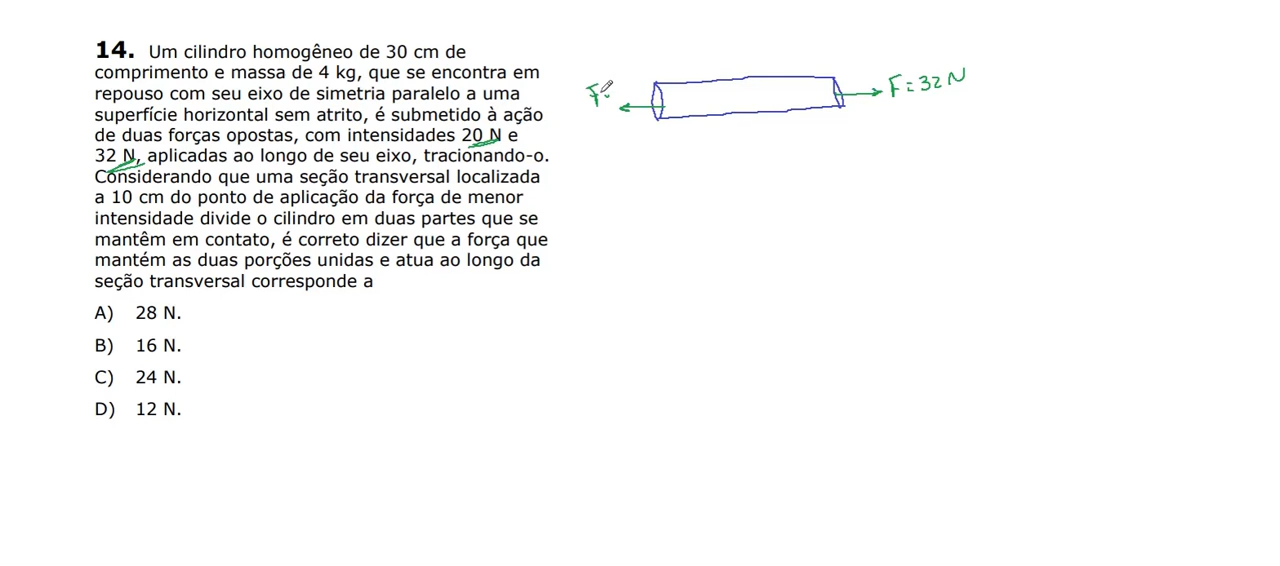 14. Um cilindro homogêneo de 30 cm de
comprimento e massa de 4 kg, que se encontra em
repouso com seu eixo de simetria paralelo a uma
superfície horizontal sem atrito, é submetido à ação
de duas forças opostas, com intensidades 20 N e
32 N, aplicadas ao longo de seu eixo, tracionando-o.
Considerando que uma seção transversal localizada
a 10 cm do ponto de aplicação da força de menor
intensidade divide o cilindro em duas partes que se
mantêm em contato, é correto dizer que a força que
mantém as duas porções unidas e atua ao longo da
seção transversal corresponde a
A) 28 N.
B) 16 N.
C) 24 N.
D) 12 N.
F:
F = 32 N